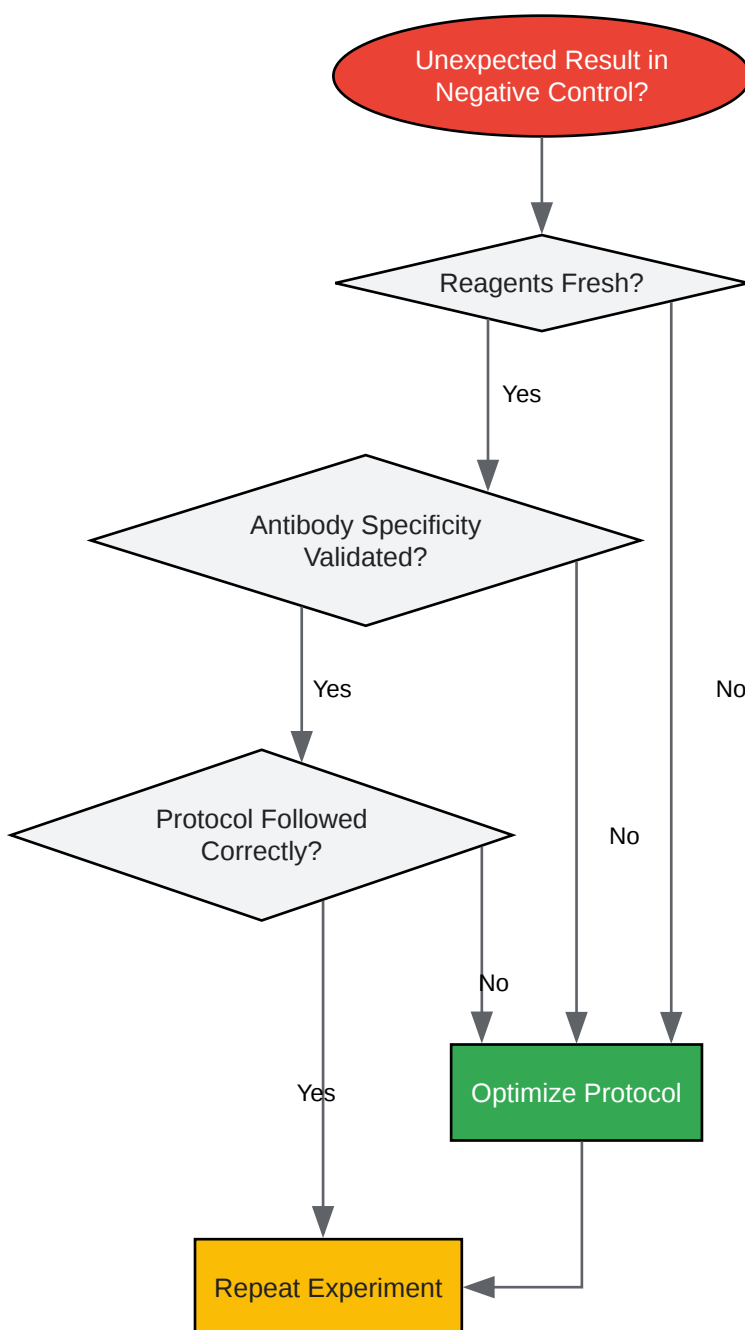 Unexpected Result in
Negative Control?
Reagents Fresh?
Yes
Antibody Specificity
Validated?
Yes
No
Protocol Followed
Correctly?
No
No
Yes
Optimize Protocol
Repeat Experiment